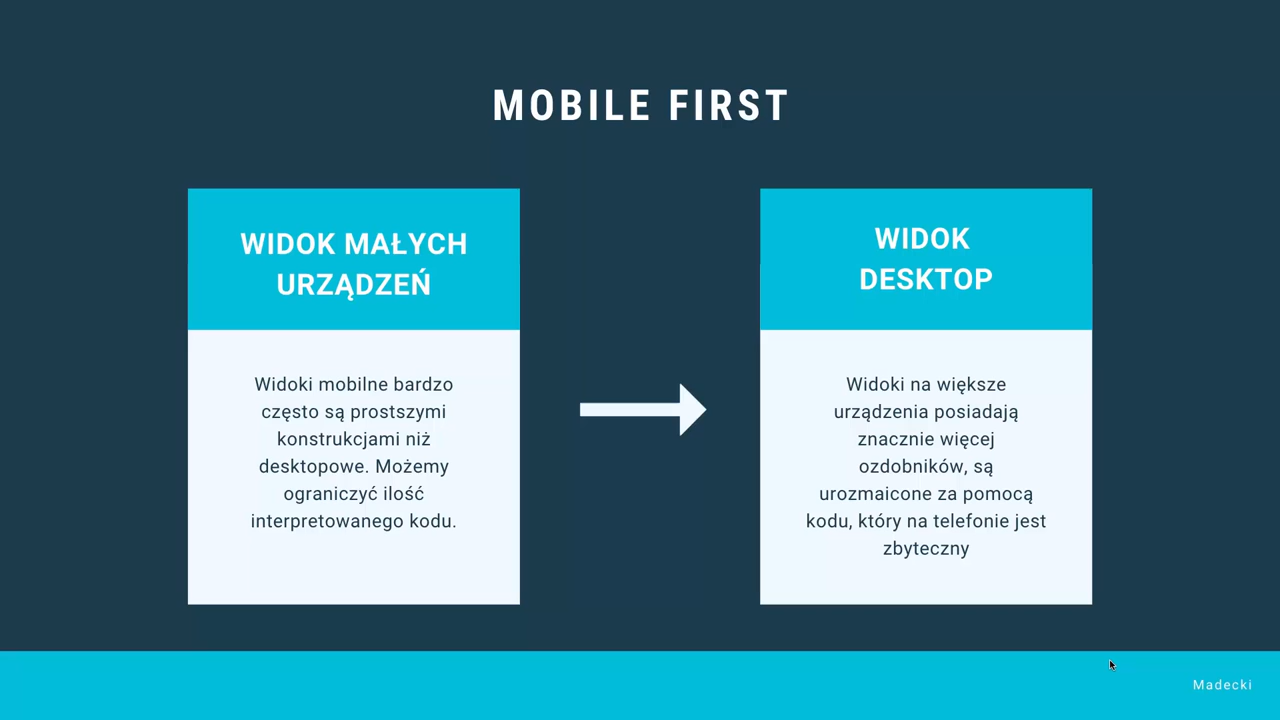 MOBILE FIRST
WIDOK MAŁYCH
URZĄDZEŃ
Widoki mobilne bardzo
często są prostszymi
konstrukcjami niż
desktopowe. Możemy
ograniczyć ilość
interpretowanego kodu.
WIDOK
DESKTOP
Widoki na większe
urządzenia posiadają
znacznie więcej
ozdobników, są
urozmaicone za pomocą
kodu, który na telefonie jest
zbyteczny
Madecki